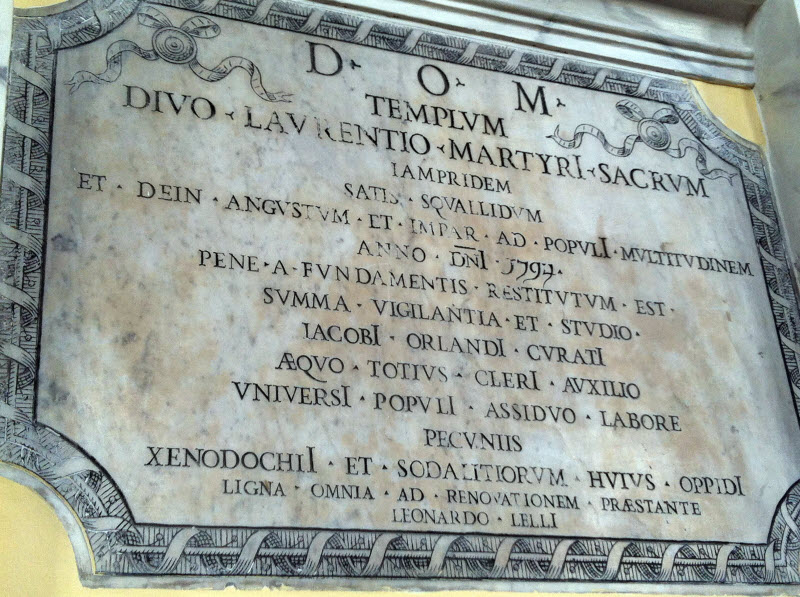 D · O · M ·
TEMPLVM
DIVO · LAVRENTIO · MARTYRI · SACRVM
IAMPRIDEM
SATIS · SQVALLIDVM
ET · DEIN · ANGVSTVM · ET · IMPAR · AD · POPVLI · MVLTITVDINEM
ANNO · DÑI · 1797.
PENE · A · FVNDAMENTIS · RESTITVTVM · EST ·
SVMMA · VIGILANTIA · ET · STVDIO ·
IACOBI · ORLANDI · CVRATI
ÆQVO · TOTIVS · CLERI · AVXILIO
VNIVERSI · POPVLI · ASSIDVO · LABORE
PECVNIIS
XENODOCHII · ET · SODALITIORVM · HVIVS · OPPIDI
LIGNA · OMNIA · AD · RENOVATIONEM · PRÆSTANTE
LEONARDO · LELLI